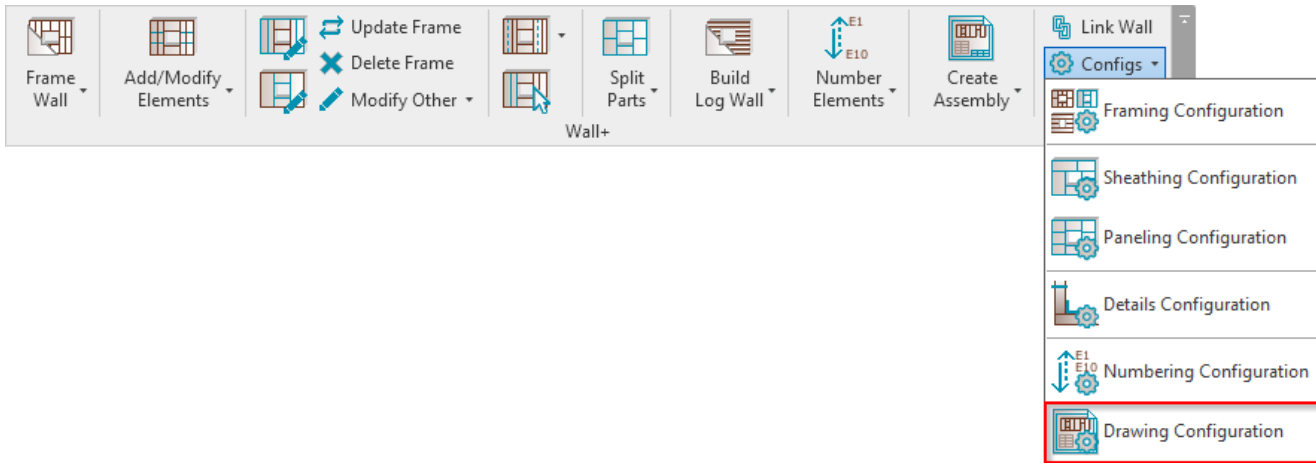 Frame
Wall
Add/Modify
Elements
Update Frame
Delete Frame
Modify Other
Split
Parts
Build
Log Wall
E1
E10
Number
Elements
Create
Assembly
Link Wall
Configs
Wall+
Framing Configuration
Sheathing Configuration
Paneling Configuration
Details Configuration
E1
E10
Numbering Configuration
Drawing Configuration